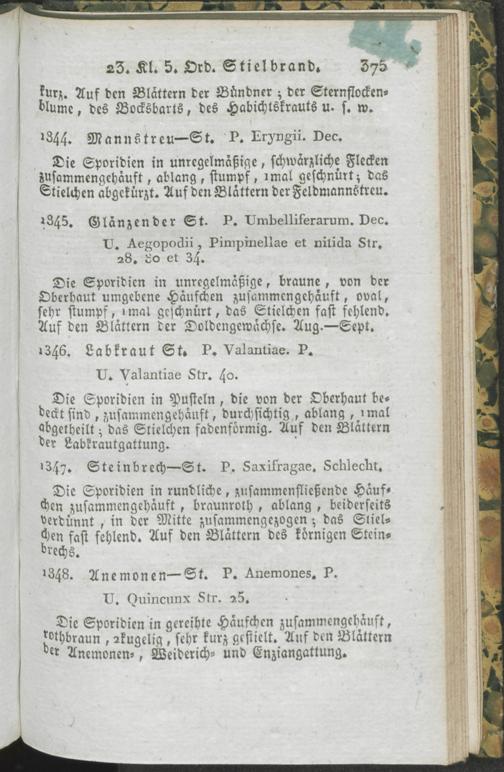 23. Kl. 5. Ord. Stielbrand. 375
kurz. Auf den Blättern der Bündner; der Sternflocken-
blume, des Bocksbarts, des Habichtskrauts u. s. w.
1344. Mannstreu—St. P. Eryngii. Dec.
Die Sporidien in unregelmäßige, schwärzliche Flecken
zusammengehäuft, ablang, stumpf, 1mal geschnürt; das
Stielchen abgekürzt. Auf den Blättern der Feldmannstreu.
1345. Glänzender St. P. Umbelliferarum. Dec.
U. Aegopodii, Pimpinellae et nitida Str.
28. 30 et 34.
Die Sporidien in unregelmäßige, braune, von der
Oberhaut umgebene Häufchen zusammengehäuft, oval,
sehr stumpf, 1mal geschnürt, das Stielchen fast fehlend.
Auf den Blättern der Doldengewächse. Aug.—Sept.
1346. Labkraut St. P. Valantiae. P.
U. Valantiae Str. 40.
Die Sporidien in Pusteln, die von der Oberhaut be-
deckt sind, zusammengehäuft, durchsichtig, ablang, 1mal
abgetheilt; das Stielchen fadenförmig. Auf den Blättern
der Labkrautgattung.
1347. Steinbrech—St. P. Saxifragae. Schlecht.
Die Sporidien in rundliche, zusammenfließende Häuf-
chen zusammengehäuft, braunroth, ablang, beiderseits
verdünnt, in der Mitte zusammengezogen; das Stiel-
chen fast fehlend. Auf den Blättern des körnigen Stein-
brechs.
1348. Anemonen—St. P. Anemones. P.
U. Quincunx Str. 25.
Die Sporidien in gereihte Häufchen zusammengehäuft,
rothbraun, 2kugelig, sehr kurz gestielt. Auf den Blättern
der Anemonen-, Weiderich- und Enziangattung.